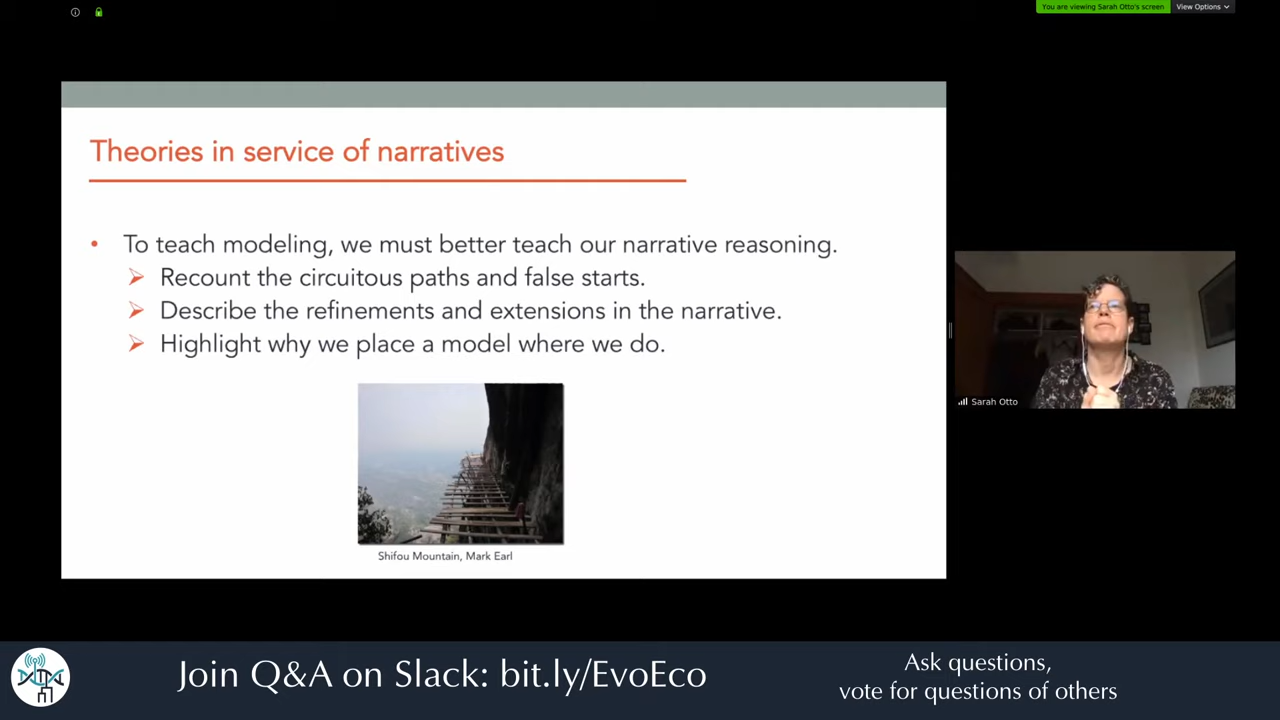 You are viewing Sarah Otto's screen
View Options
Theories in service of narratives
To teach modeling, we must better teach our narrative reasoning.
Recount the circuitous paths and false starts.
Describe the refinements and extensions in the narrative.
Highlight why we place a model where we do.
Shifou Mountain, Mark Earl
Sarah Otto
Join Q&A on Slack: bit.ly/EvoEco
Ask questions,
vote for questions of others